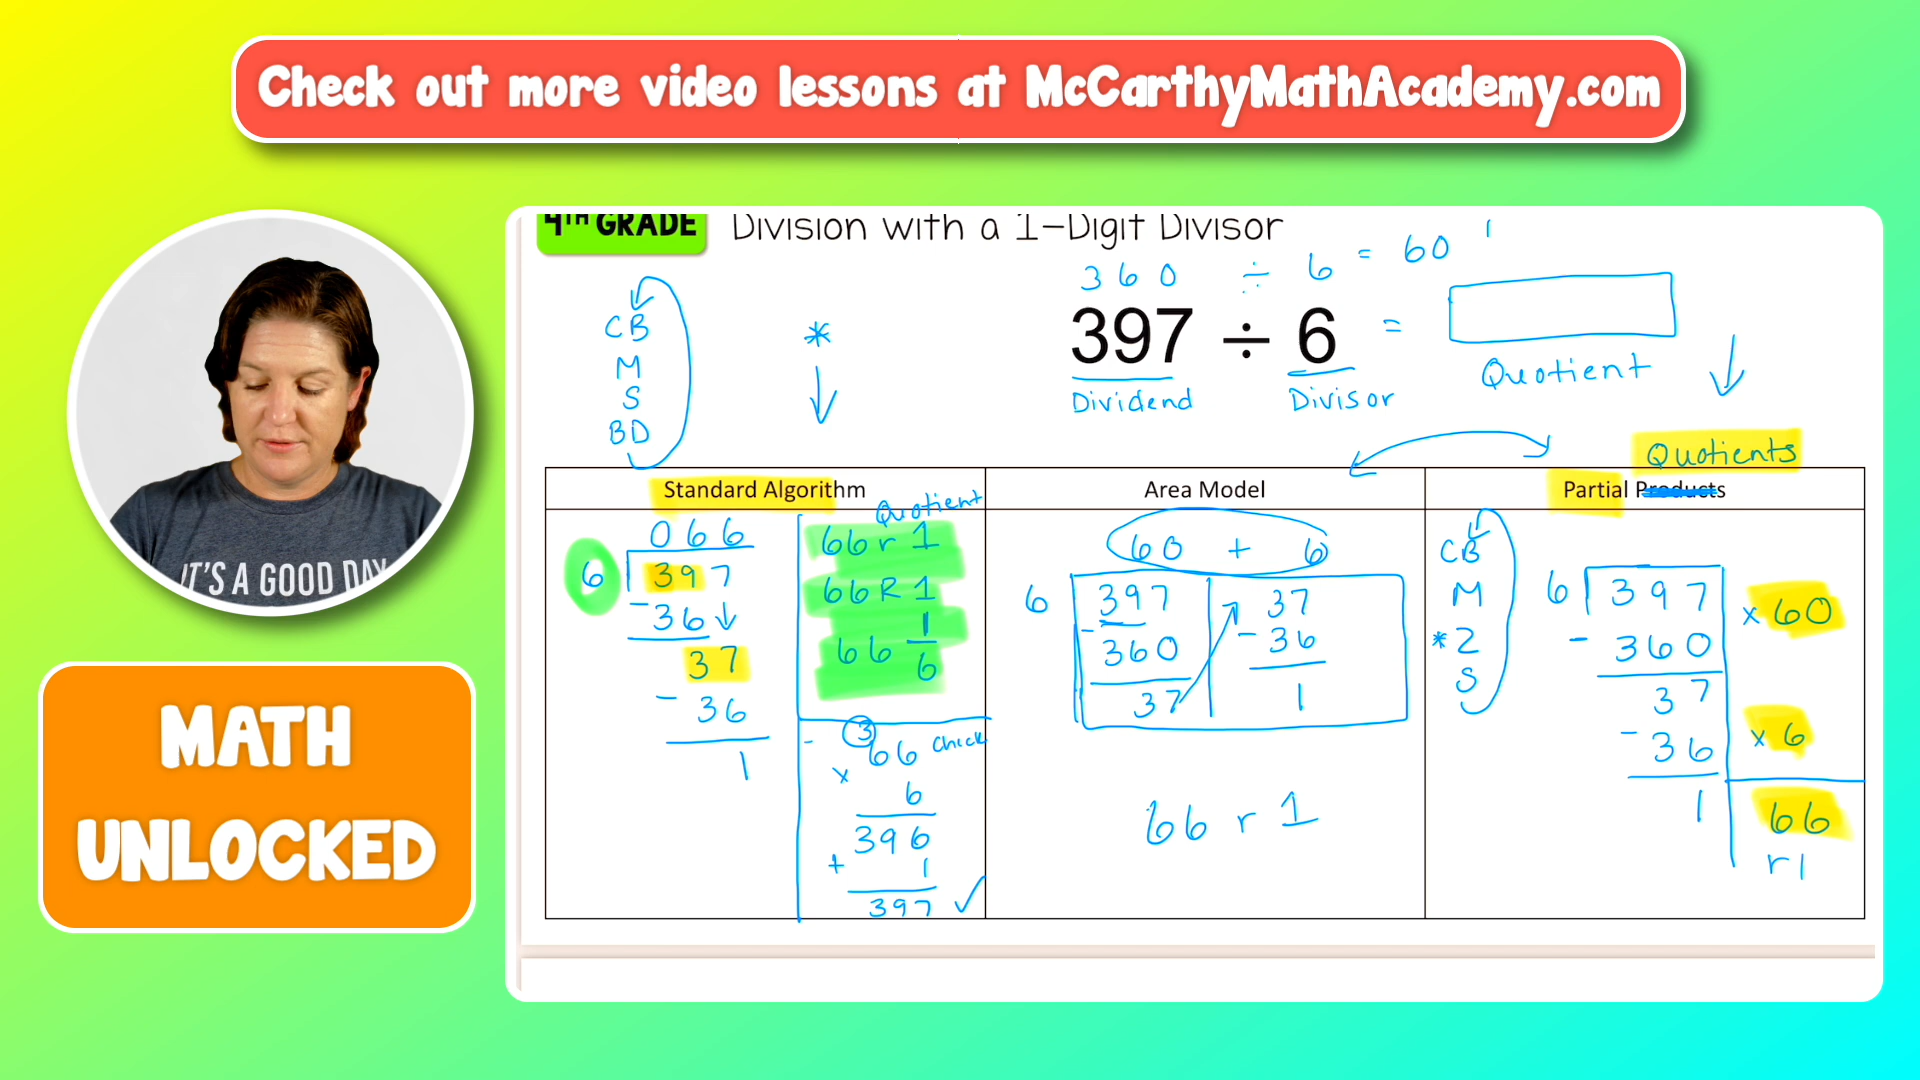 Check out more video lessons at McCarthyMathAcademy.com
4TH GRADE Division with a 1-Digit Divisor
360 ÷ 6 = 60
397 ÷ 6 =
Dividend Divisor Quotient
CB
M
S
BD
*
Quotients
Standard Algorithm
Area Model
Partial Products
Quotient
066
6 397
- 36
37
- 36
1
66 r 1
66 R 1
66 1/6
3
66 check
x 6
396
+ 1
397 ✓
60 + 6
6 397 37
- 360 - 36
37 1
66 r 1
CB
M
*2
S
6 397 x 60
- 360
37
- 36 x 6
1 66
r 1
IT'S A GOOD DAY
MATH
UNLOCKED